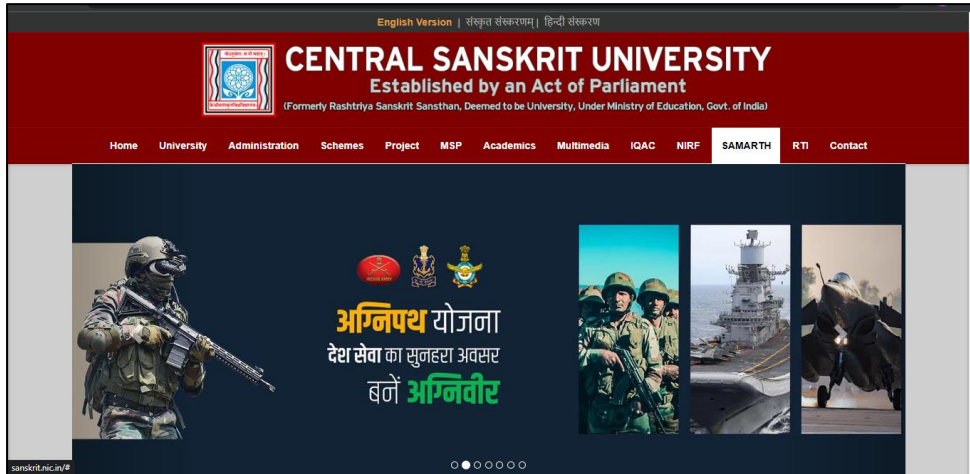 English Version | संस्कृत संस्करणम् | हिन्दी संस्करण
CENTRAL SANSKRIT UNIVERSITY
Established by an Act of Parliament
(Formerly Rashtriya Sanskrit Sansthan, Deemed to be University, Under Ministry of Education, Govt. of India)
Home University Administration Schemes Project MSP Academics Multimedia IQAC NIRF SAMARTH RTI Contact
अग्निपथ योजना
देश सेवा का सुनहरा अवसर
बनें अग्निवीर
sanskrit.nic.in/#